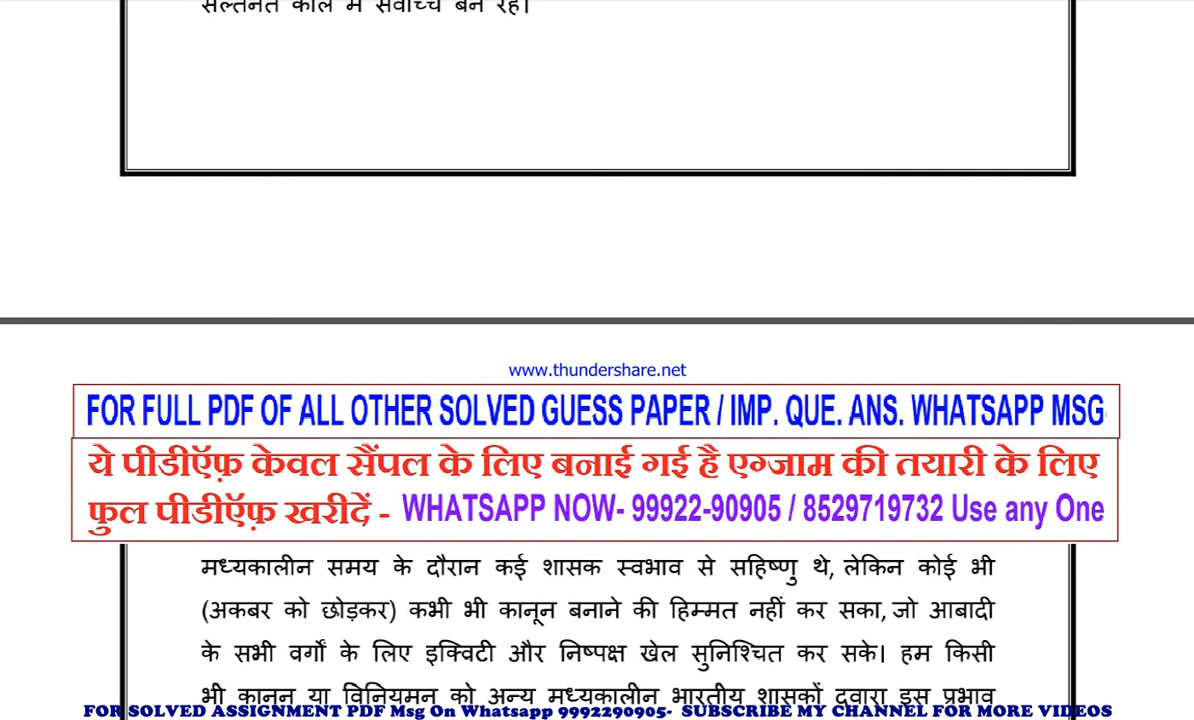 सल्तनत काल में सर्वोच्च बने रहे।
www.thundershare.net
FOR FULL PDF OF ALL OTHER SOLVED GUESS PAPER / IMP. QUE. ANS. WHATSAPP MSG
ये पीडीऍफ़ केवल सैंपल के लिए बनाई गई है एग्जाम की तयारी के लिए
फुल पीडीऍफ़ खरीदें - WHATSAPP NOW- 99922-90905 / 8529719732 Use any One
मध्यकालीन समय के दौरान कई शासक स्वभाव से सहिष्णु थे, लेकिन कोई भी
(अकबर को छोड़कर) कभी भी कानून बनाने की हिम्मत नहीं कर सका, जो आबादी
के सभी वर्गों के लिए इक्विटी और निष्पक्ष खेल सुनिश्चित कर सके। हम किसी
भी कानून या विनियमन को अन्य मध्यकालीन भारतीय शासकों द्वारा इस प्रभाव
FOR SOLVED ASSIGNMENT PDF Msg On Whatsapp 9992290905- SUBSCRIBE MY CHANNEL FOR MORE VIDEOS